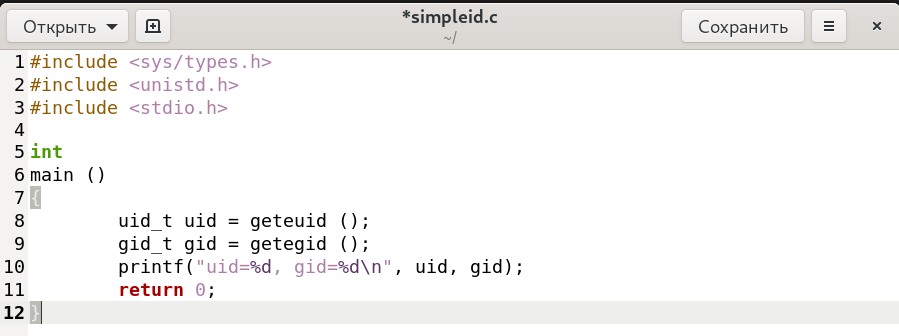 Открыть
*simpleid.c
~/
Сохранить
1 #include <sys/types.h>
2 #include <unistd.h>
3 #include <stdio.h>
4
5 int
6 main ()
7 {
8         uid_t uid = geteuid ();
9         gid_t gid = getegid ();
10         printf("uid=%d, gid=%d\n", uid, gid);
11         return 0;
12 }